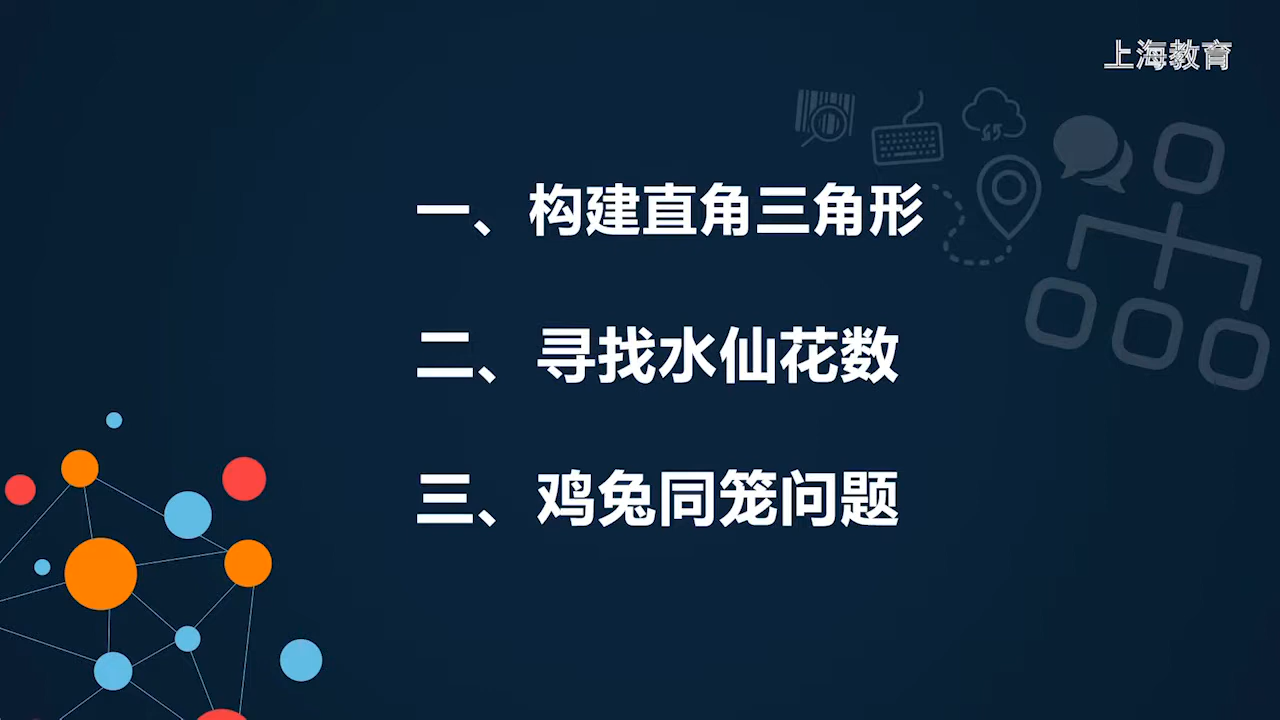 上海教育
一、构建直角三角形
二、寻找水仙花数
三、鸡兔同笼问题